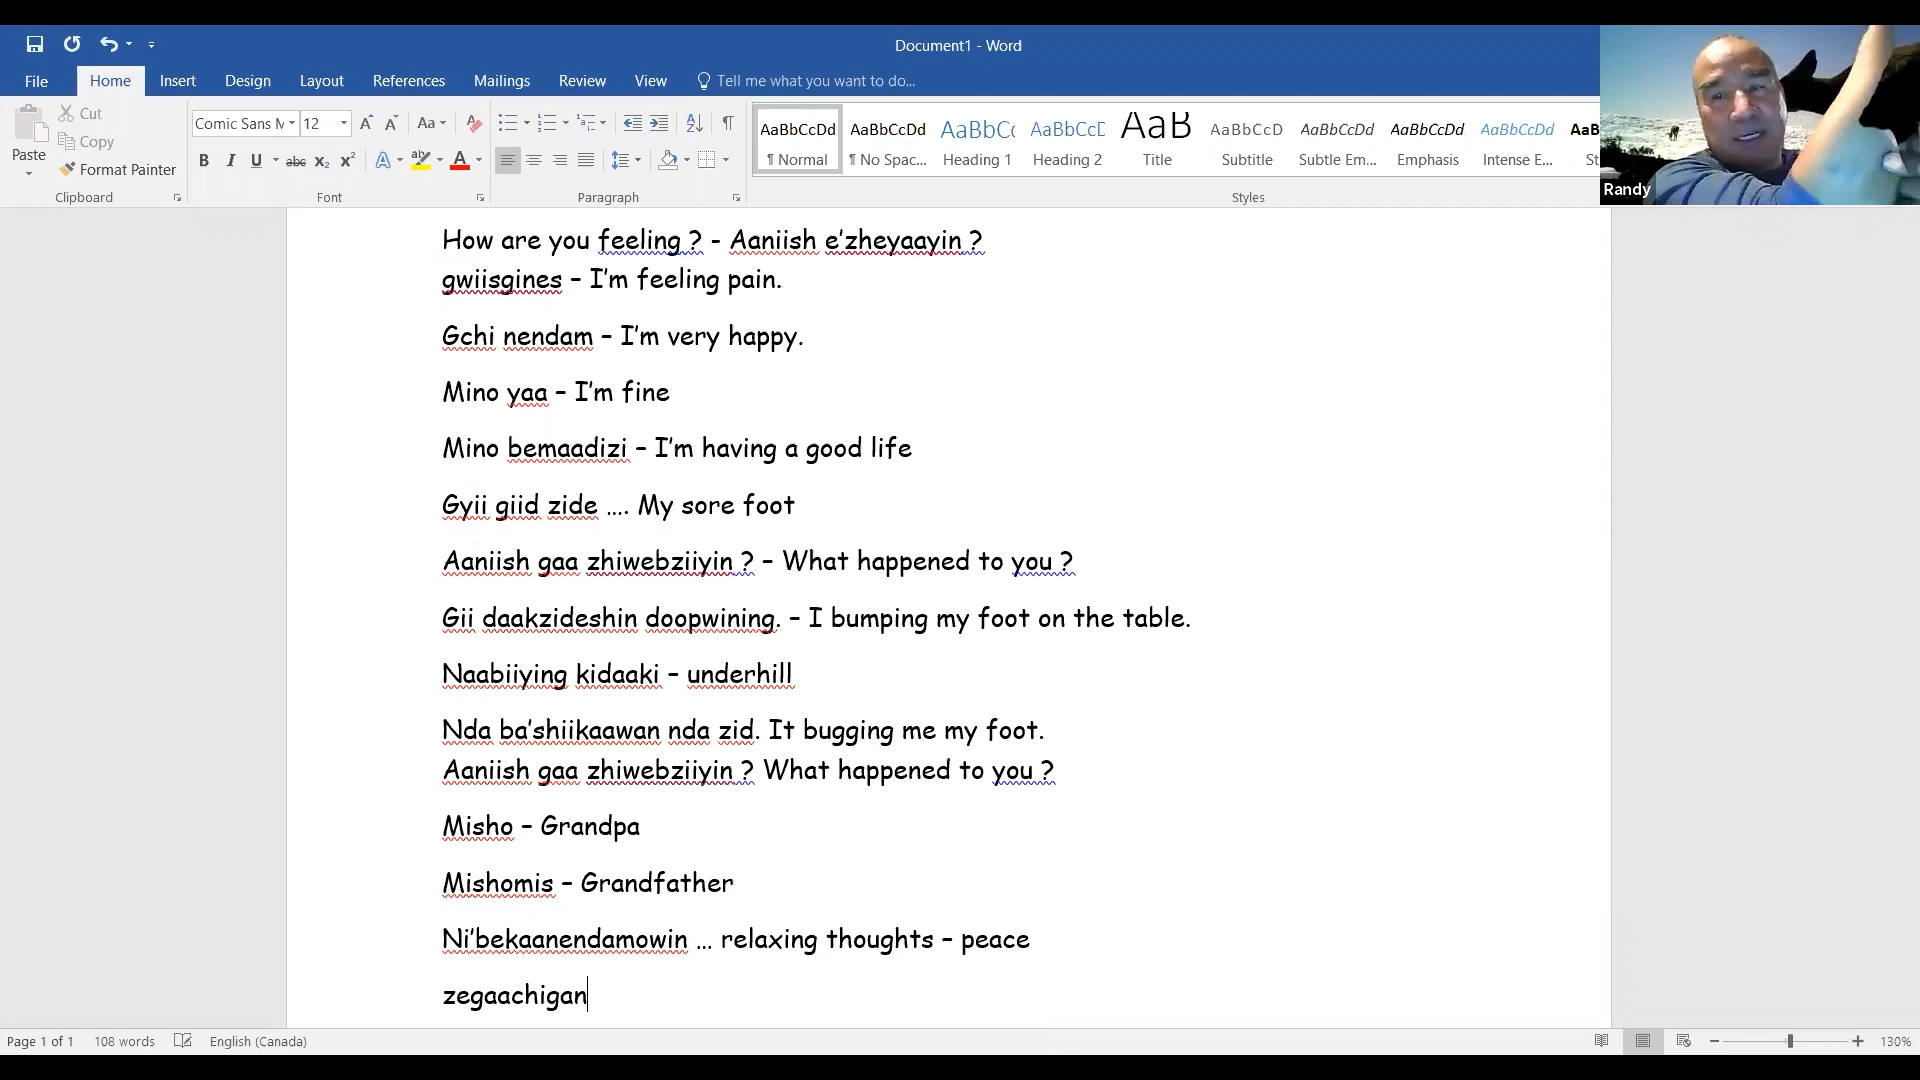 Document1 - Word
File Home Insert Design Layout References Mailings Review View Tell me what you want to do...
Paste
Cut
Copy
Format Painter
Clipboard
Comic Sans M 12
Font
Paragraph
AaBbCcDd AaBbCcDd AaBbCc AaBbCcD AaB AaBbCcD AaBbCcDd AaBbCcDd AaBbCcDd AaBb
¶ Normal ¶ No Spac... Heading 1 Heading 2 Title Subtitle Subtle Em... Emphasis Intense E... St
Styles
Randy
How are you feeling ? - Aaniish e’zheyaayin ?
gwiisgines – I’m feeling pain.
Gchi nendam – I’m very happy.
Mino yaa – I’m fine
Mino bemaadizi – I’m having a good life
Gyii giid zide .... My sore foot
Aaniish gaa zhiwebziiyin ? – What happened to you ?
Gii daakzideshin doopwining. – I bumping my foot on the table.
Naabiiying kidaaki – underhill
Nda ba’shiikaawan nda zid. It bugging me my foot.
Aaniish gaa zhiwebziiyin ? What happened to you ?
Misho – Grandpa
Mishomis – Grandfather
Ni’bekaanendamowin ... relaxing thoughts – peace
zegaachigan
Page 1 of 1 108 words English (Canada) 130%